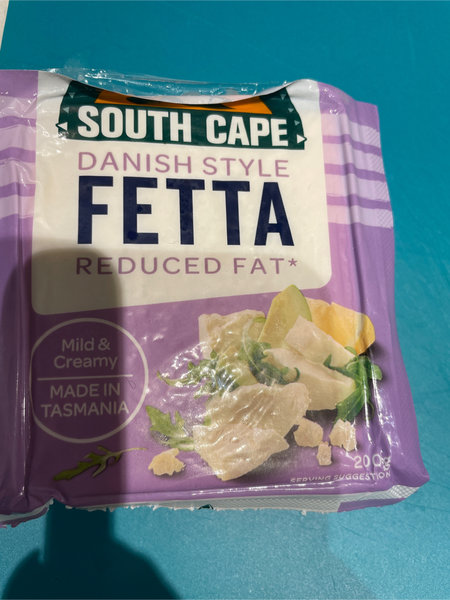 SOUTH CAPE
DANISH STYLE
FETTA
REDUCED FAT*
Mild &
Creamy
MADE IN
TASMANIA
200g
SERVING SUGGESTION